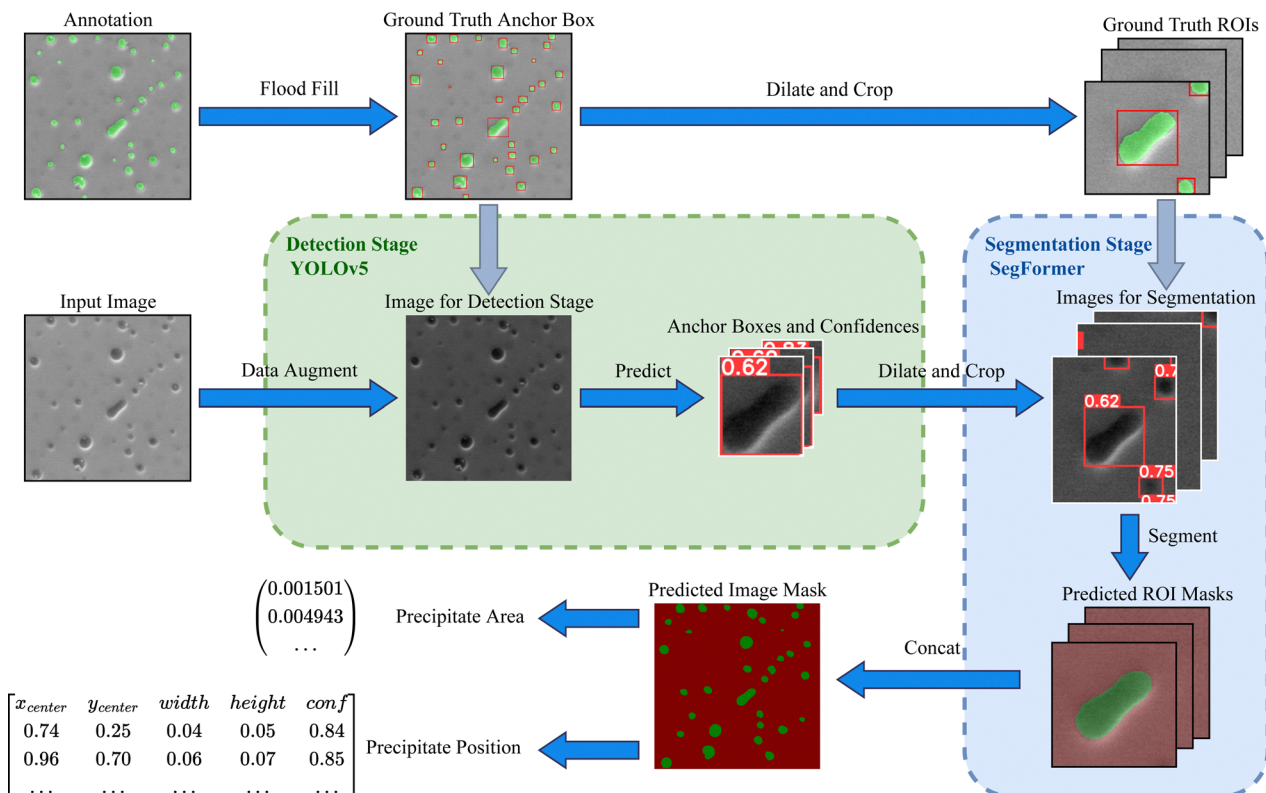 Annotation
Ground Truth Anchor Box
Ground Truth ROIs
Flood Fill
Dilate and Crop
Detection Stage
YOLOv5
Segmentation Stage
SegFormer
Input Image
Image for Detection Stage
Images for Segmentation
Anchor Boxes and Confidences
Data Augment
Predict
Dilate and Crop
0.62
0.62
0.75
0.75
Segment
Predicted Image Mask
Predicted ROI Masks
Concat
Precipitate Area
0.001501
0.004943
...
Precipitate Position
x_center y_center width height conf
0.74 0.25 0.04 0.05 0.84
0.96 0.70 0.06 0.07 0.85
... ... ... ... ...